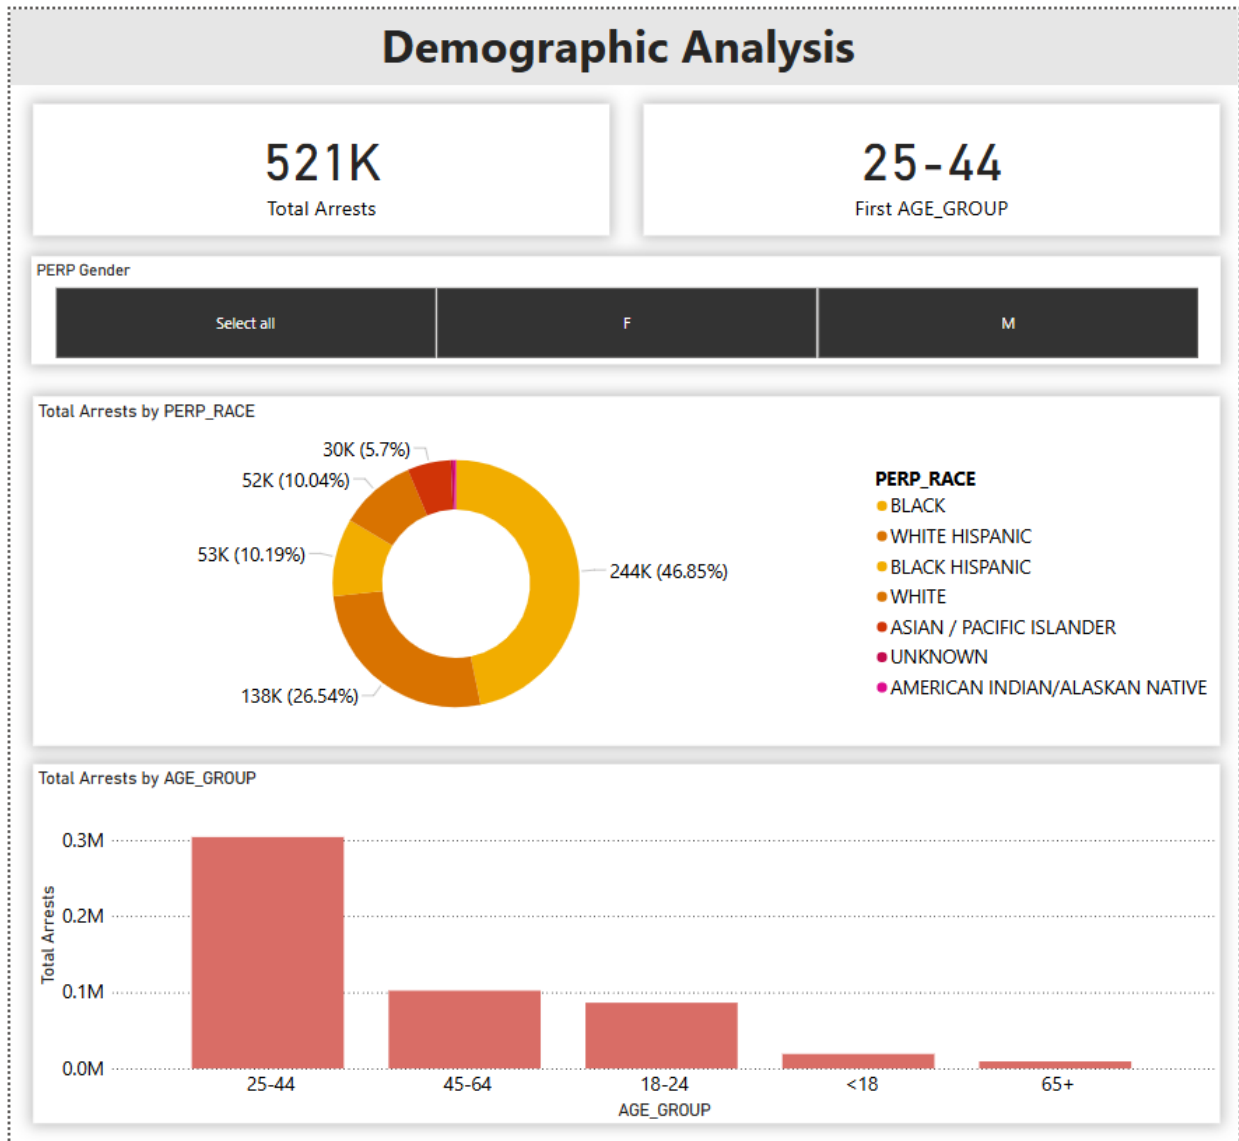 Demographic Analysis
521K
Total Arrests
25-44
First AGE_GROUP
PERP Gender
Select all
F
M
Total Arrests by PERP_RACE
30K (5.7%)
52K (10.04%)
53K (10.19%)
244K (46.85%)
138K (26.54%)
PERP_RACE
BLACK
WHITE HISPANIC
BLACK HISPANIC
WHITE
ASIAN / PACIFIC ISLANDER
UNKNOWN
AMERICAN INDIAN/ALASKAN NATIVE
Total Arrests by AGE_GROUP
Total Arrests
0.3M
0.2M
0.1M
0.0M
25-44
45-64
18-24
<18
65+
AGE_GROUP